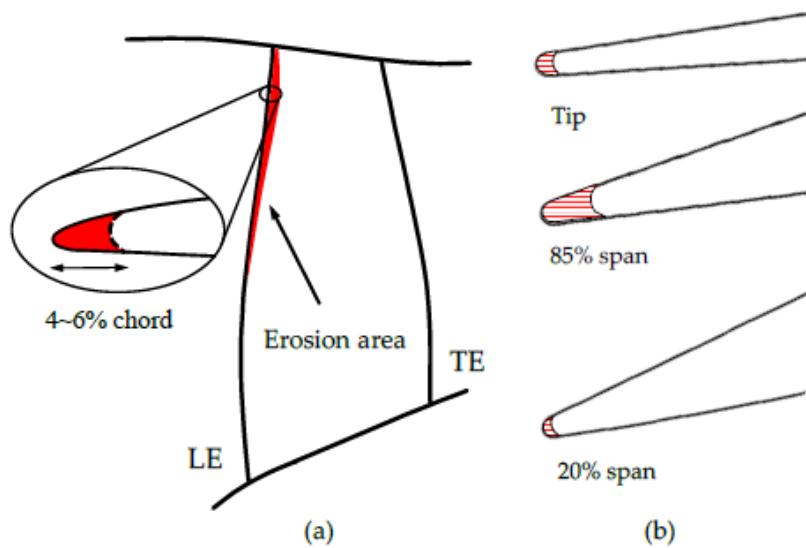 Tip
85% span
4~6% chord
Erosion area
TE
LE
20% span
(a)
(b)